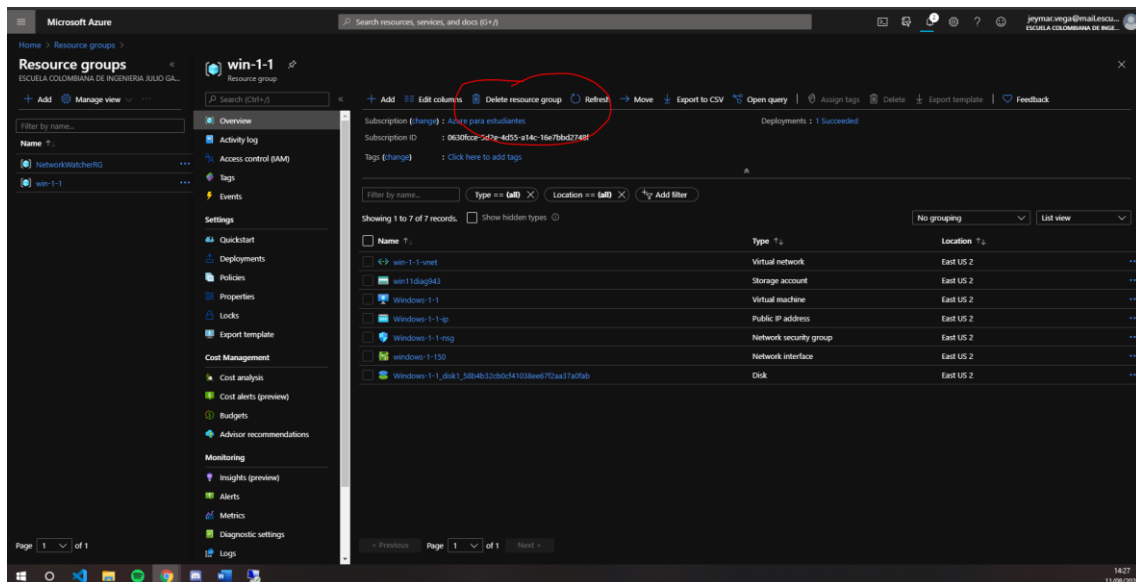 Microsoft Azure
Search resources, services, and docs (G+/)
jeymar.vega@mail.escu...
ESCUELA COLOMBIANA DE INGE...
Home > Resource groups >
Resource groups
ESCUELA COLOMBIANA DE INGENIERIA JULIO GA...
+ Add Manage view ...
Filter by name...
Name
NetworkWatcherRG ...
win-1-1 ...
Page 1 of 1
win-1-1
Resource group
Search (Ctrl+/)
Overview
Activity log
Access control (IAM)
Tags
Events
Settings
Quickstart
Deployments
Policies
Properties
Locks
Export template
Cost Management
Cost analysis
Cost alerts (preview)
Budgets
Advisor recommendations
Monitoring
Insights (preview)
Alerts
Metrics
Diagnostic settings
Logs
+ Add Edit columns Delete resource group Refresh Move Export to CSV Open query Assign tags Delete Export template Feedback
Subscription (change) : Azure para estudiantes Deployments : 1 Succeeded
Subscription ID :
Tags (change) : Click here to add tags
Filter by name... Type == (all) Location == (all) Add filter
Showing 1 to 7 of 7 records. Show hidden types No grouping List view
Name Type Location
win-1-1-vnet Virtual network East US 2
win11diag943 Storage account East US 2
Windows-1-1 Virtual machine East US 2
Windows-1-1-ip Public IP address East US 2
Windows-1-1-nsg Network security group East US 2
windows-1-150 Network interface East US 2
Windows-1-1_disk1_58b4b32cb0cf41038ee67f2aa37a0fab Disk East US 2
< Previous Page 1 of 1 Next >
14:27